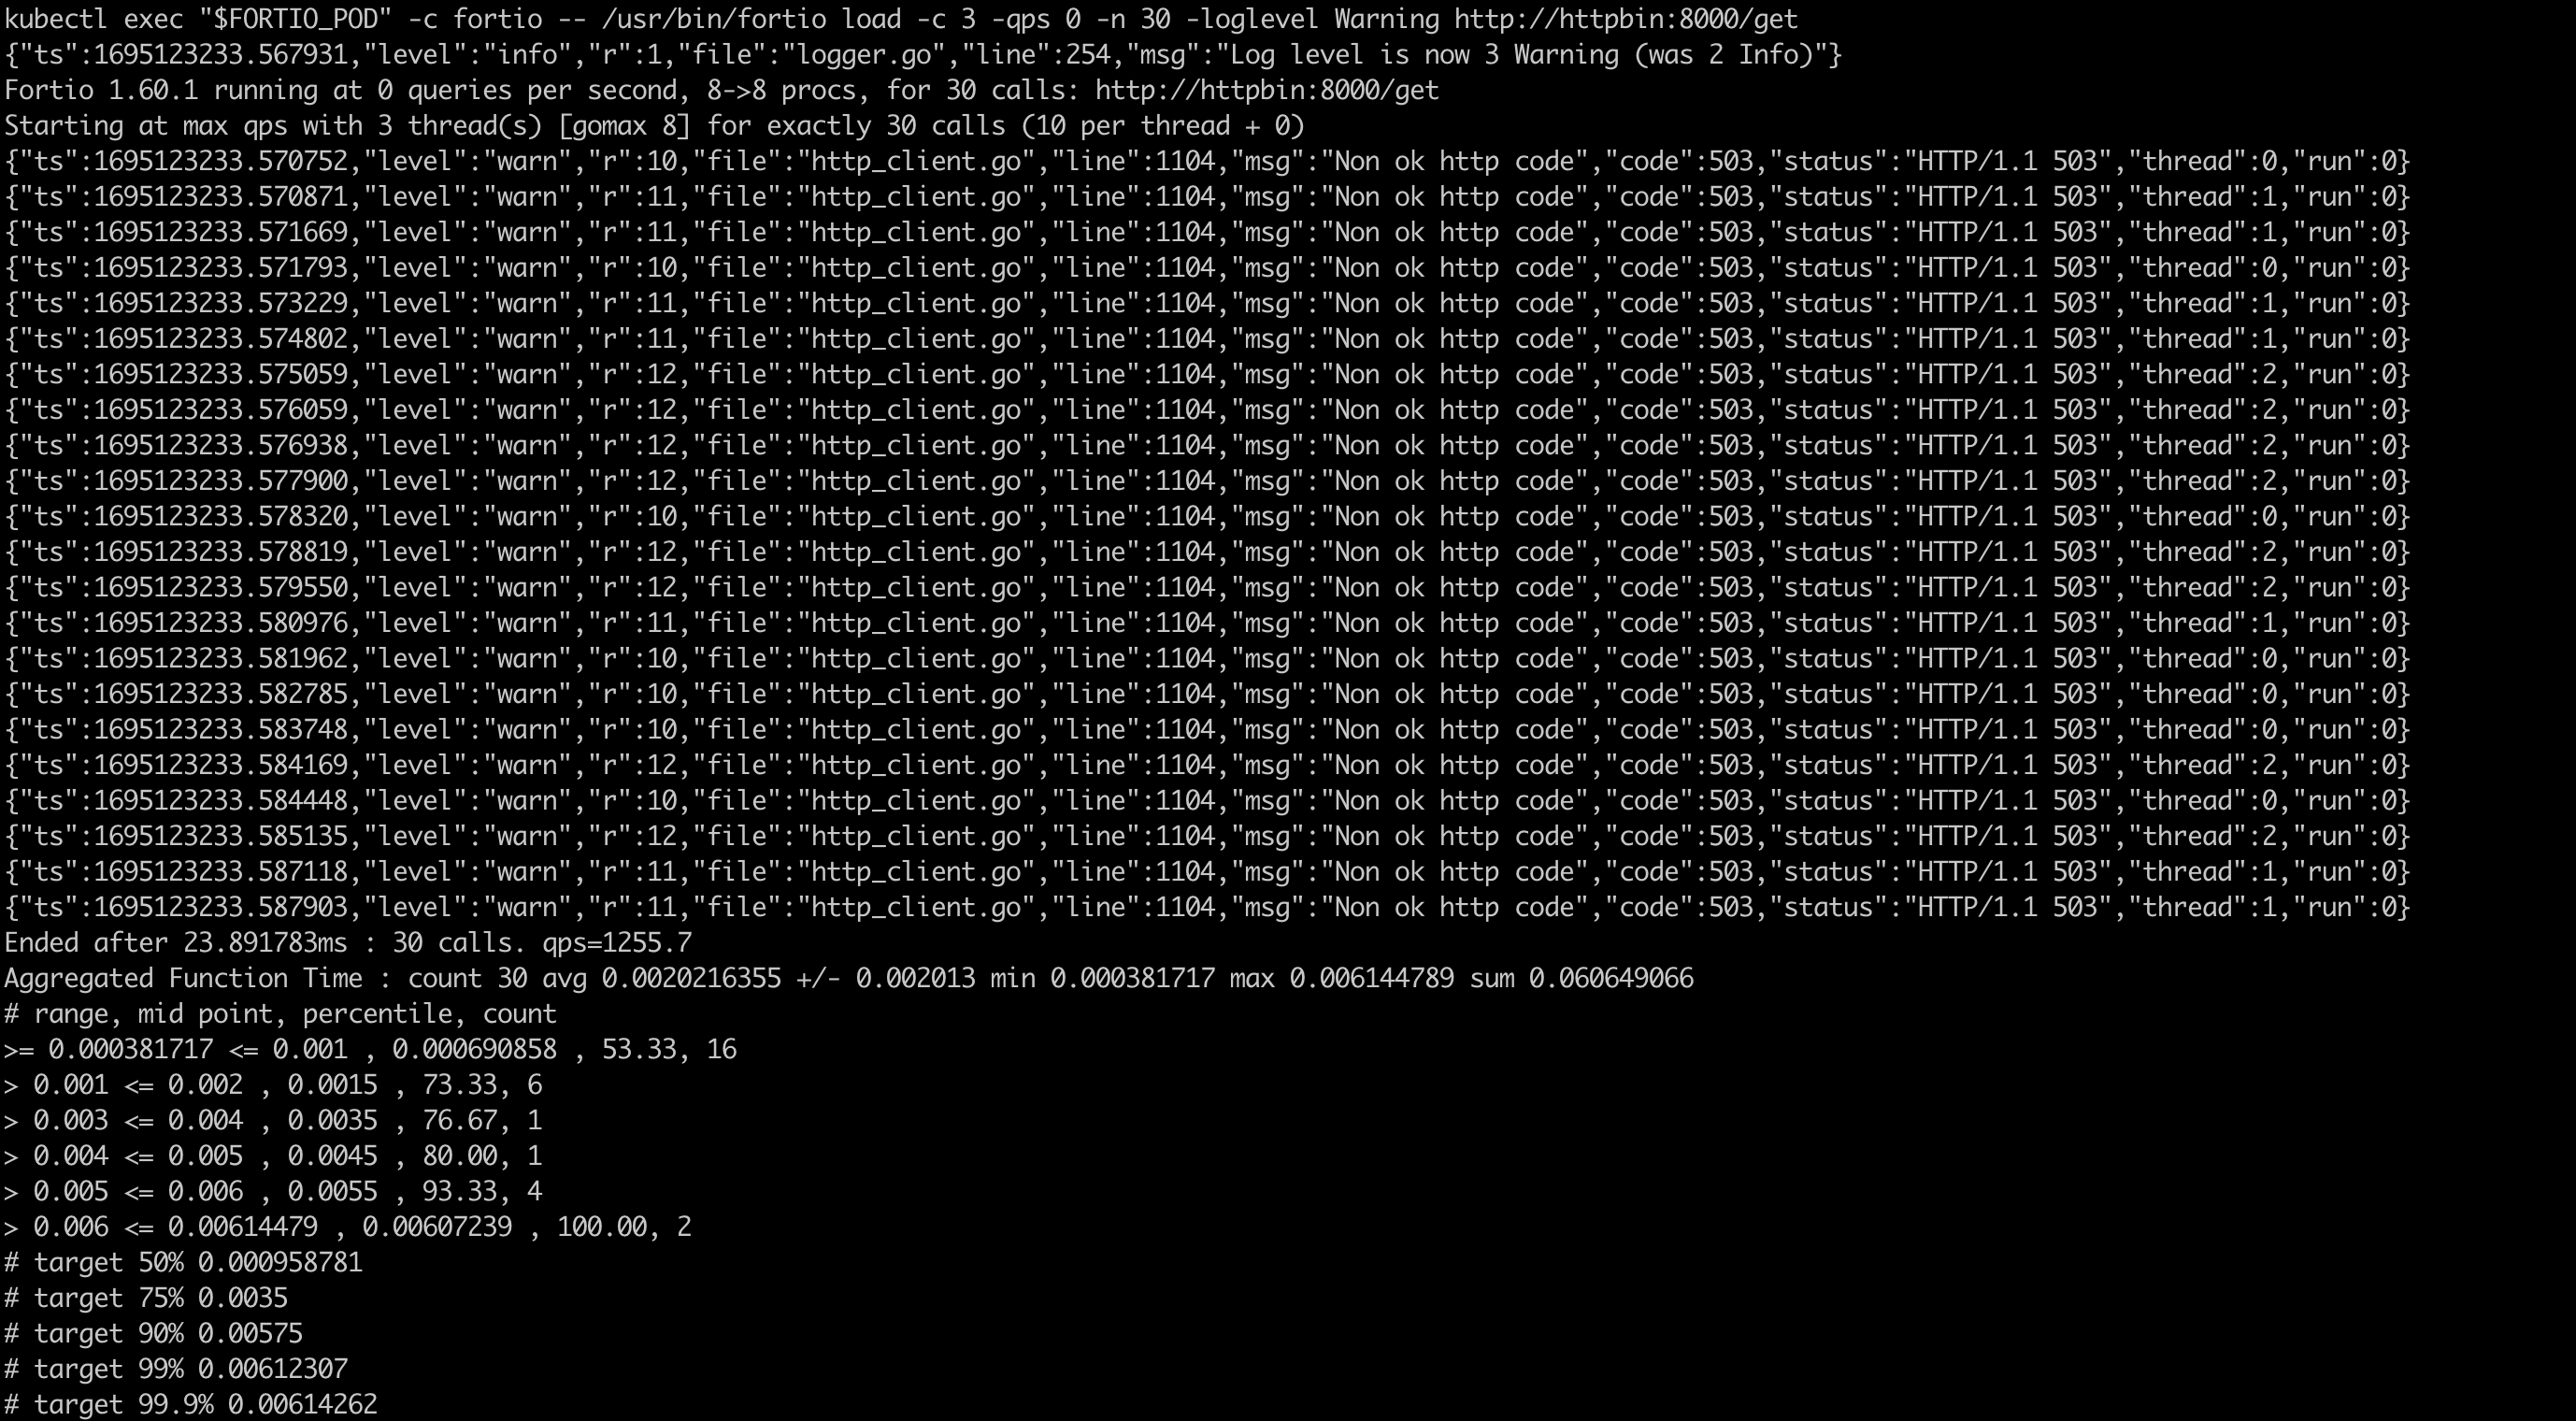 kubectl exec "$FORTIO_POD" -c fortio -- /usr/bin/fortio load -c 3 -qps 0 -n 30 -loglevel Warning http://httpbin:8000/get
{"ts":1695123233.567931,"level":"info","r":1,"file":"logger.go","line":254,"msg":"Log level is now 3 Warning (was 2 Info)"}
Fortio 1.60.1 running at 0 queries per second, 8->8 procs, for 30 calls: http://httpbin:8000/get
Starting at max qps with 3 thread(s) [gomax 8] for exactly 30 calls (10 per thread + 0)
{"ts":1695123233.570752,"level":"warn","r":10,"file":"http_client.go","line":1104,"msg":"Non ok http code","code":503,"status":"HTTP/1.1 503","thread":0,"run":0}
{"ts":1695123233.570871,"level":"warn","r":11,"file":"http_client.go","line":1104,"msg":"Non ok http code","code":503,"status":"HTTP/1.1 503","thread":1,"run":0}
{"ts":1695123233.571669,"level":"warn","r":11,"file":"http_client.go","line":1104,"msg":"Non ok http code","code":503,"status":"HTTP/1.1 503","thread":1,"run":0}
{"ts":1695123233.571793,"level":"warn","r":10,"file":"http_client.go","line":1104,"msg":"Non ok http code","code":503,"status":"HTTP/1.1 503","thread":0,"run":0}
{"ts":1695123233.573229,"level":"warn","r":11,"file":"http_client.go","line":1104,"msg":"Non ok http code","code":503,"status":"HTTP/1.1 503","thread":1,"run":0}
{"ts":1695123233.574802,"level":"warn","r":11,"file":"http_client.go","line":1104,"msg":"Non ok http code","code":503,"status":"HTTP/1.1 503","thread":1,"run":0}
{"ts":1695123233.575059,"level":"warn","r":12,"file":"http_client.go","line":1104,"msg":"Non ok http code","code":503,"status":"HTTP/1.1 503","thread":2,"run":0}
{"ts":1695123233.576059,"level":"warn","r":12,"file":"http_client.go","line":1104,"msg":"Non ok http code","code":503,"status":"HTTP/1.1 503","thread":2,"run":0}
{"ts":1695123233.576938,"level":"warn","r":12,"file":"http_client.go","line":1104,"msg":"Non ok http code","code":503,"status":"HTTP/1.1 503","thread":2,"run":0}
{"ts":1695123233.577900,"level":"warn","r":12,"file":"http_client.go","line":1104,"msg":"Non ok http code","code":503,"status":"HTTP/1.1 503","thread":2,"run":0}
{"ts":1695123233.578320,"level":"warn","r":10,"file":"http_client.go","line":1104,"msg":"Non ok http code","code":503,"status":"HTTP/1.1 503","thread":0,"run":0}
{"ts":1695123233.578819,"level":"warn","r":12,"file":"http_client.go","line":1104,"msg":"Non ok http code","code":503,"status":"HTTP/1.1 503","thread":2,"run":0}
{"ts":1695123233.579550,"level":"warn","r":12,"file":"http_client.go","line":1104,"msg":"Non ok http code","code":503,"status":"HTTP/1.1 503","thread":2,"run":0}
{"ts":1695123233.580976,"level":"warn","r":11,"file":"http_client.go","line":1104,"msg":"Non ok http code","code":503,"status":"HTTP/1.1 503","thread":1,"run":0}
{"ts":1695123233.581962,"level":"warn","r":10,"file":"http_client.go","line":1104,"msg":"Non ok http code","code":503,"status":"HTTP/1.1 503","thread":0,"run":0}
{"ts":1695123233.582785,"level":"warn","r":10,"file":"http_client.go","line":1104,"msg":"Non ok http code","code":503,"status":"HTTP/1.1 503","thread":0,"run":0}
{"ts":1695123233.583748,"level":"warn","r":10,"file":"http_client.go","line":1104,"msg":"Non ok http code","code":503,"status":"HTTP/1.1 503","thread":0,"run":0}
{"ts":1695123233.584169,"level":"warn","r":12,"file":"http_client.go","line":1104,"msg":"Non ok http code","code":503,"status":"HTTP/1.1 503","thread":2,"run":0}
{"ts":1695123233.584448,"level":"warn","r":10,"file":"http_client.go","line":1104,"msg":"Non ok http code","code":503,"status":"HTTP/1.1 503","thread":0,"run":0}
{"ts":1695123233.585135,"level":"warn","r":12,"file":"http_client.go","line":1104,"msg":"Non ok http code","code":503,"status":"HTTP/1.1 503","thread":2,"run":0}
{"ts":1695123233.587118,"level":"warn","r":11,"file":"http_client.go","line":1104,"msg":"Non ok http code","code":503,"status":"HTTP/1.1 503","thread":1,"run":0}
{"ts":1695123233.587903,"level":"warn","r":11,"file":"http_client.go","line":1104,"msg":"Non ok http code","code":503,"status":"HTTP/1.1 503","thread":1,"run":0}
Ended after 23.891783ms : 30 calls. qps=1255.7
Aggregated Function Time : count 30 avg 0.0020216355 +/- 0.002013 min 0.000381717 max 0.006144789 sum 0.060649066
# range, mid point, percentile, count
>= 0.000381717 <= 0.001 , 0.000690858 , 53.33, 16
> 0.001 <= 0.002 , 0.0015 , 73.33, 6
> 0.003 <= 0.004 , 0.0035 , 76.67, 1
> 0.004 <= 0.005 , 0.0045 , 80.00, 1
> 0.005 <= 0.006 , 0.0055 , 93.33, 4
> 0.006 <= 0.00614479 , 0.00607239 , 100.00, 2
# target 50% 0.000958781
# target 75% 0.0035
# target 90% 0.00575
# target 99% 0.00612307
# target 99.9% 0.00614262